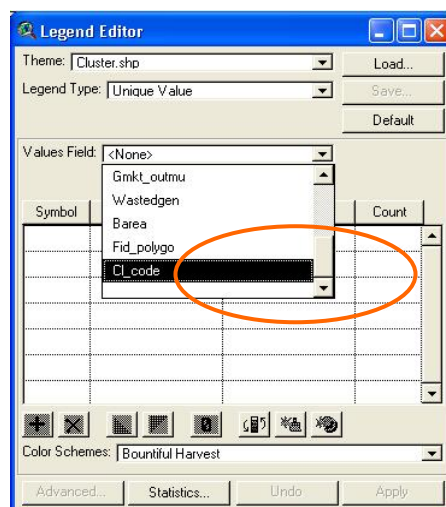 Legend Editor
Theme: Cluster.shp
Load...
Legend Type: Unique Value
Save...
Default
Values Field: <None>
Gmkt_outmu
Wastedgen
Barea
Fid_polygo
Cl_code
Symbol
Count
Color Schemes: Bountiful Harvest
Advanced...
Statistics...
Undo
Apply